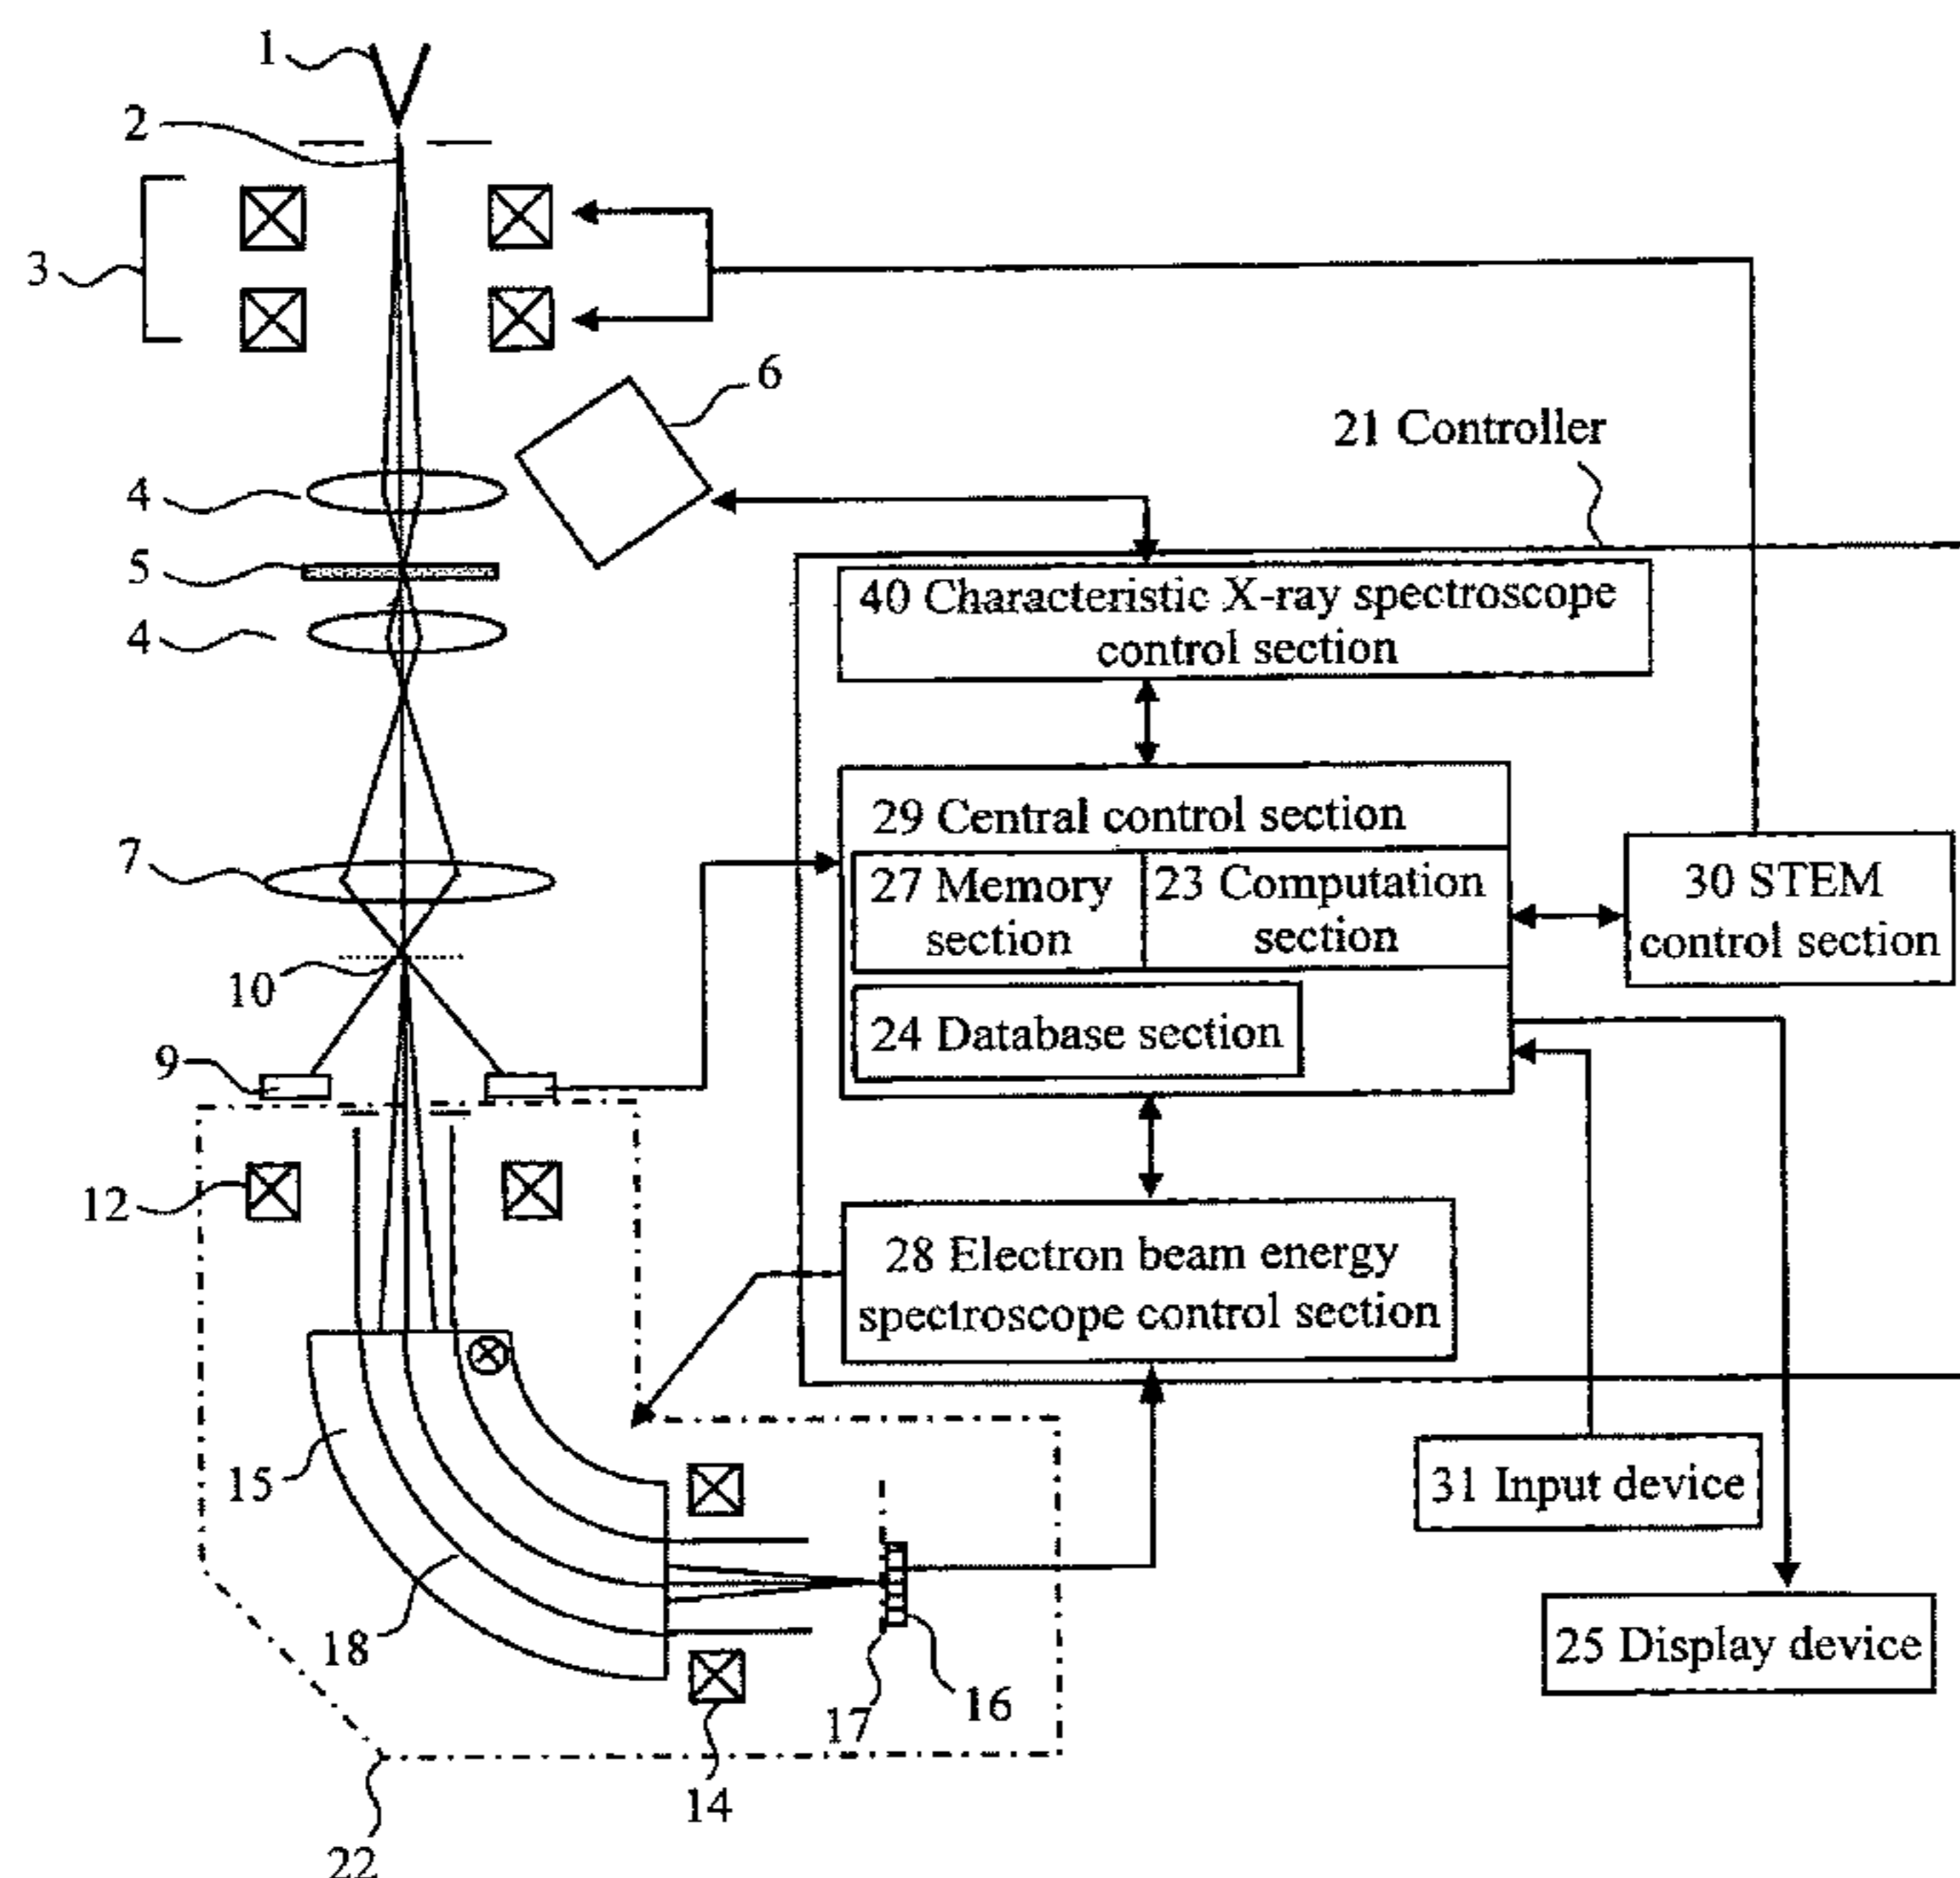 1
2
3
6
21 Controller
4
5
4
40 Characteristic X-ray spectroscope
control section
29 Central control section
7
27 Memory
section
23 Computation
section
30 STEM
control section
10
24 Database section
9
12
28 Electron beam energy
spectroscope control section
15
31 Input device
18
17
16
25 Display device
14
22